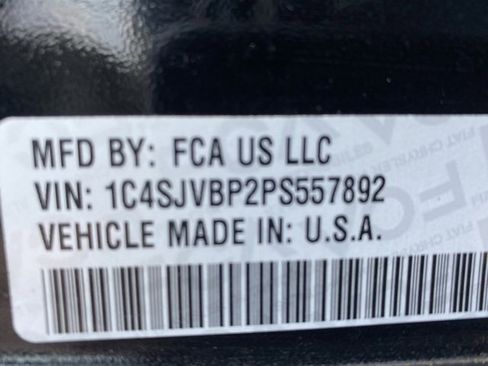 MFD BY: FCA US LLC
VIN: 1C4SJVBP2PS557892
VEHICLE MADE IN: U.S.A.